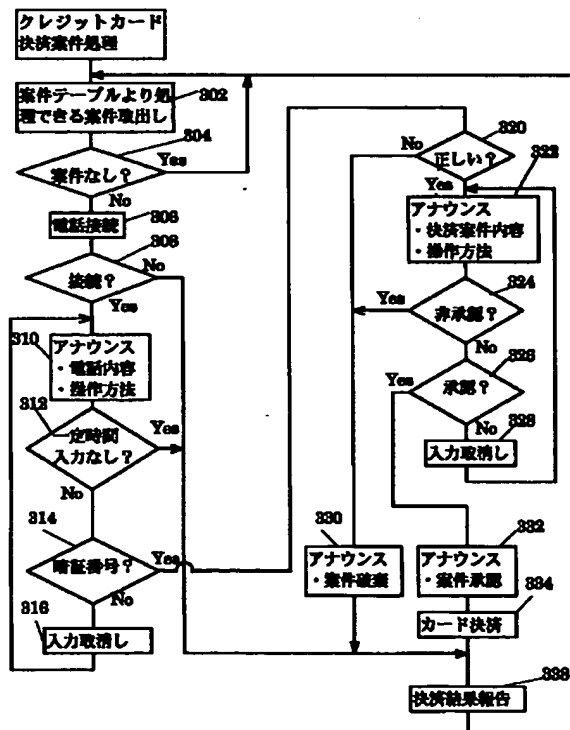 クレジットカード
決済案件処理
案件テーブルより処
理できる案件取出し
302
304
案件なし?
Yes
No
電話接続
306
308
接続?
No
Yes
310
アナウンス
・電話内容
・操作方法
312
一定時間
入力なし?
Yes
No
314
暗証番号?
Yes
No
316
入力取消し
320
正しい?
No
Yes
322
アナウンス
・決済案件内容
・操作方法
324
非承認?
Yes
No
326
承認?
Yes
No
328
入力取消し
330
アナウンス
・案件破棄
332
アナウンス
・案件承認
334
カード決済
338
決済結果報告